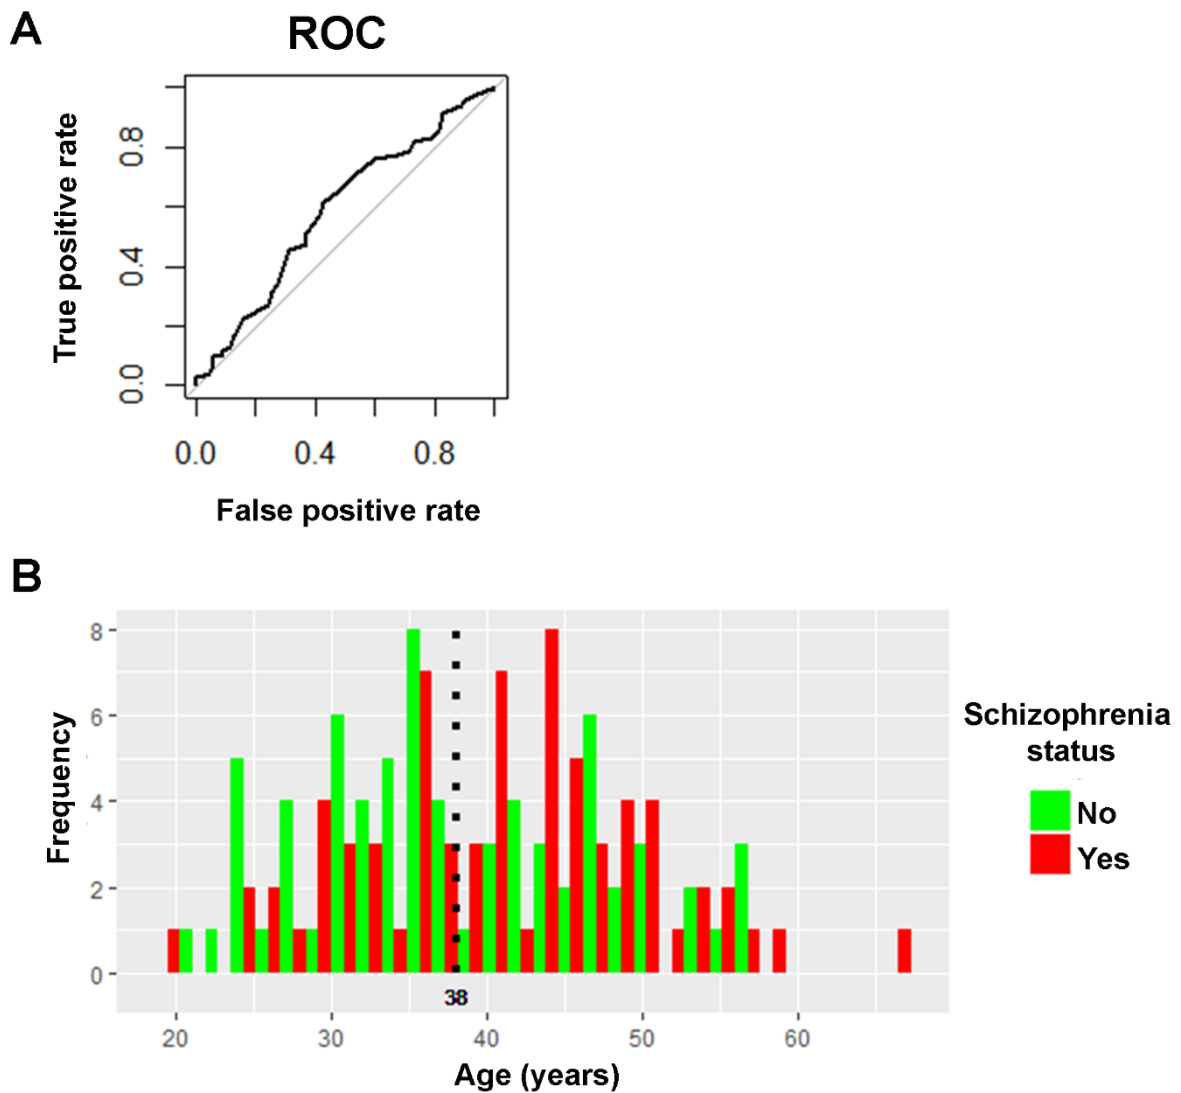 A
ROC
True positive rate
0.8
0.4
0.0
0.0 0.4 0.8
False positive rate
B
Frequency
8
6
4
2
0
38
20 30 40 50 60
Age (years)
Schizophrenia
status
No
Yes